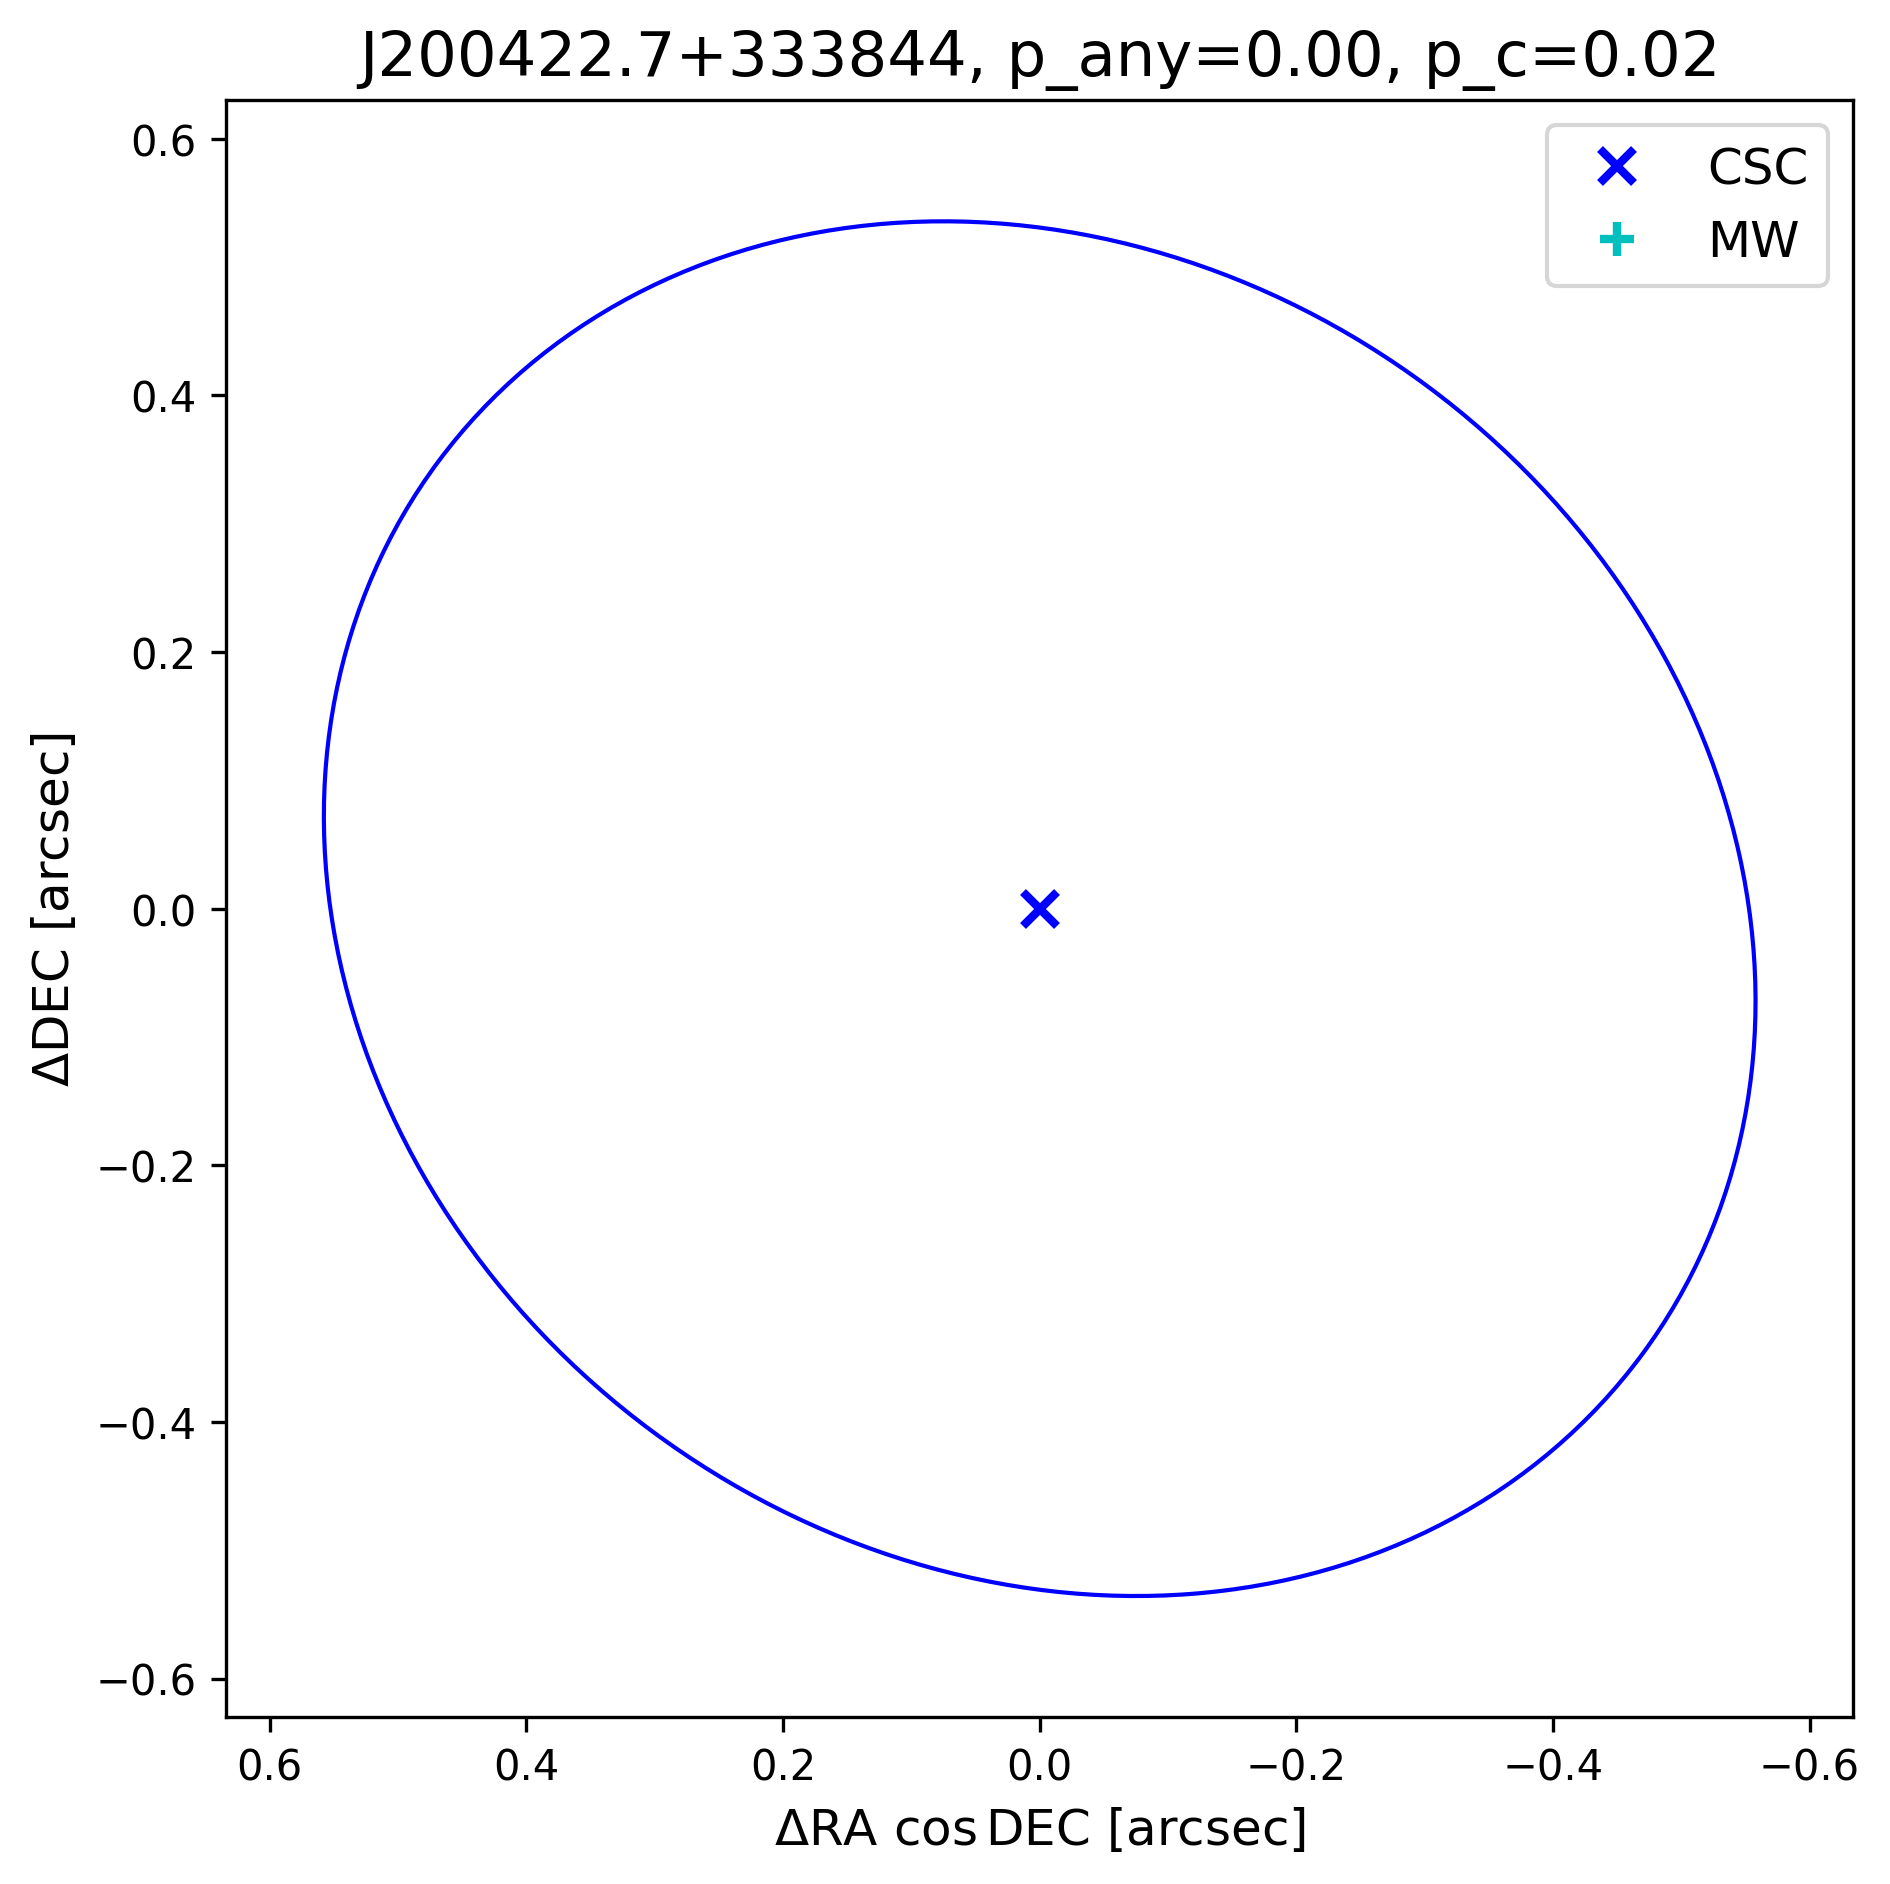 J200422.7+333844, p_any=0.00, p_c=0.02
CSC
MW
0.6
0.4
0.2
0.0
−0.2
−0.4
−0.6
ΔDEC [arcsec]
0.6 0.4 0.2 0.0 −0.2 −0.4 −0.6
ΔRA cos DEC [arcsec]